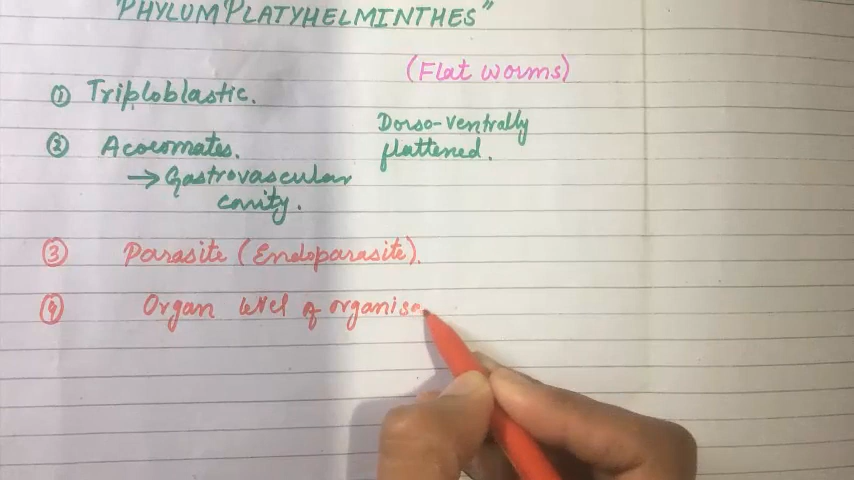 "PHYLUM PLATYHELMINTHES"
(Flat worms)
① Triploblastic.
Dorso-ventrally
flattened.
② Acoeomates.
→ Gastrovascular
cavity.
③ Parasite (Endoparasite).
④ Organ level of organisa